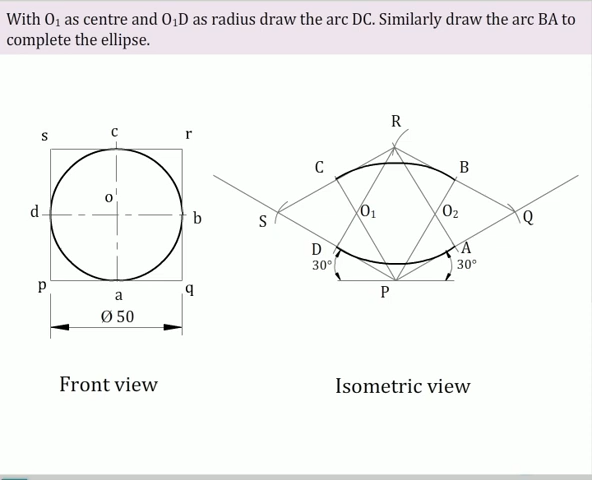 With O₁ as centre and O₁D as radius draw the arc DC. Similarly draw the arc BA to
complete the ellipse.
s
c
r
d
o'
b
p
a
q
Ø 50
Front view
R
C
B
S
O₁
O₂
Q
D
A
30°
30°
P
Isometric view